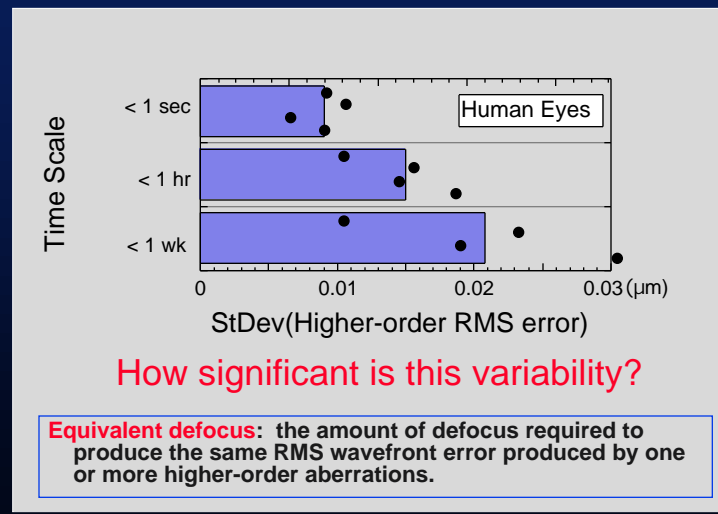 Human Eyes
Time Scale
< 1 sec
< 1 hr
< 1 wk
0 0.01 0.02 0.03 (µm)
StDev(Higher-order RMS error)
How significant is this variability?
Equivalent defocus: the amount of defocus required to
produce the same RMS wavefront error produced by one
or more higher-order aberrations.